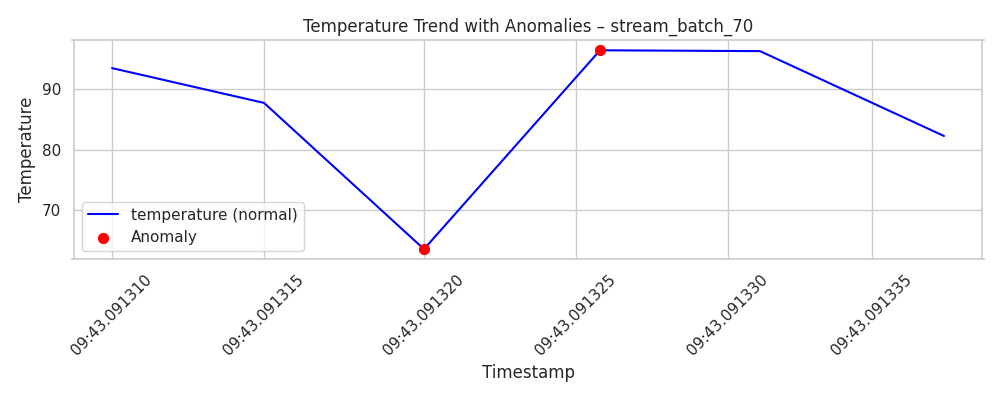 Temperature Trend with Anomalies – stream_batch_70
Temperature
90
80
70
temperature (normal)
Anomaly
09:43.091310
09:43.091315
09:43.091320
09:43.091325
09:43.091330
09:43.091335
Timestamp